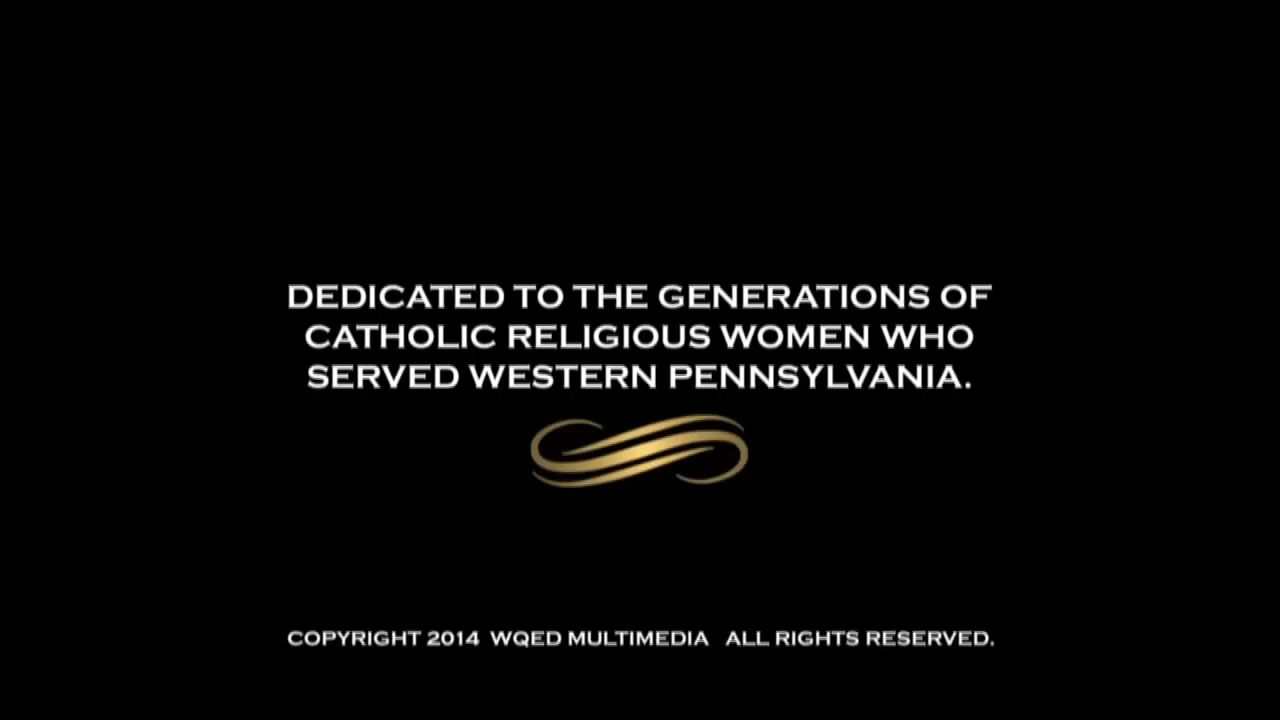 DEDICATED TO THE GENERATIONS OF
CATHOLIC RELIGIOUS WOMEN WHO
SERVED WESTERN PENNSYLVANIA.
COPYRIGHT 2014 WQED MULTIMEDIA ALL RIGHTS RESERVED.